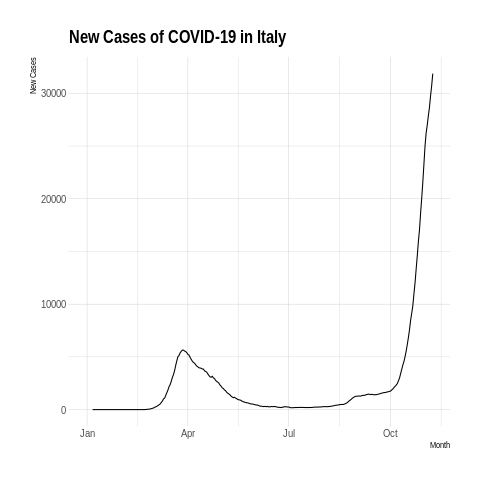 New Cases of COVID-19 in Italy
New Cases
30000
20000
10000
0
Jan Apr Jul Oct
Month